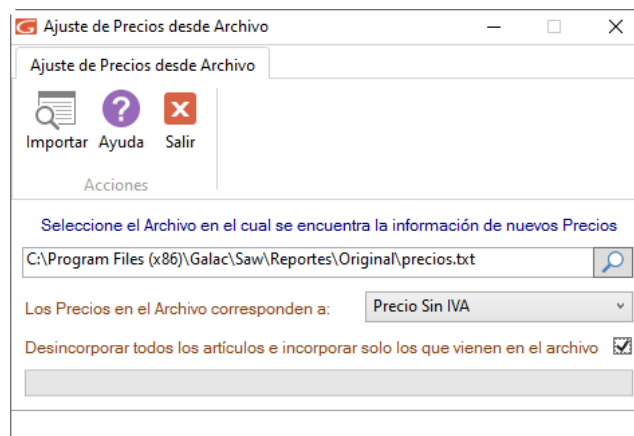 Ajuste de Precios desde Archivo
Ajuste de Precios desde Archivo
Importar Ayuda Salir
Acciones
Seleccione el Archivo en el cual se encuentra la información de nuevos Precios
C:\Program Files (x86)\Galac\Saw\Reportes\Original\precios.txt
Los Precios en el Archivo corresponden a: Precio Sin IVA
Desincorporar todos los artículos e incorporar solo los que vienen en el archivo